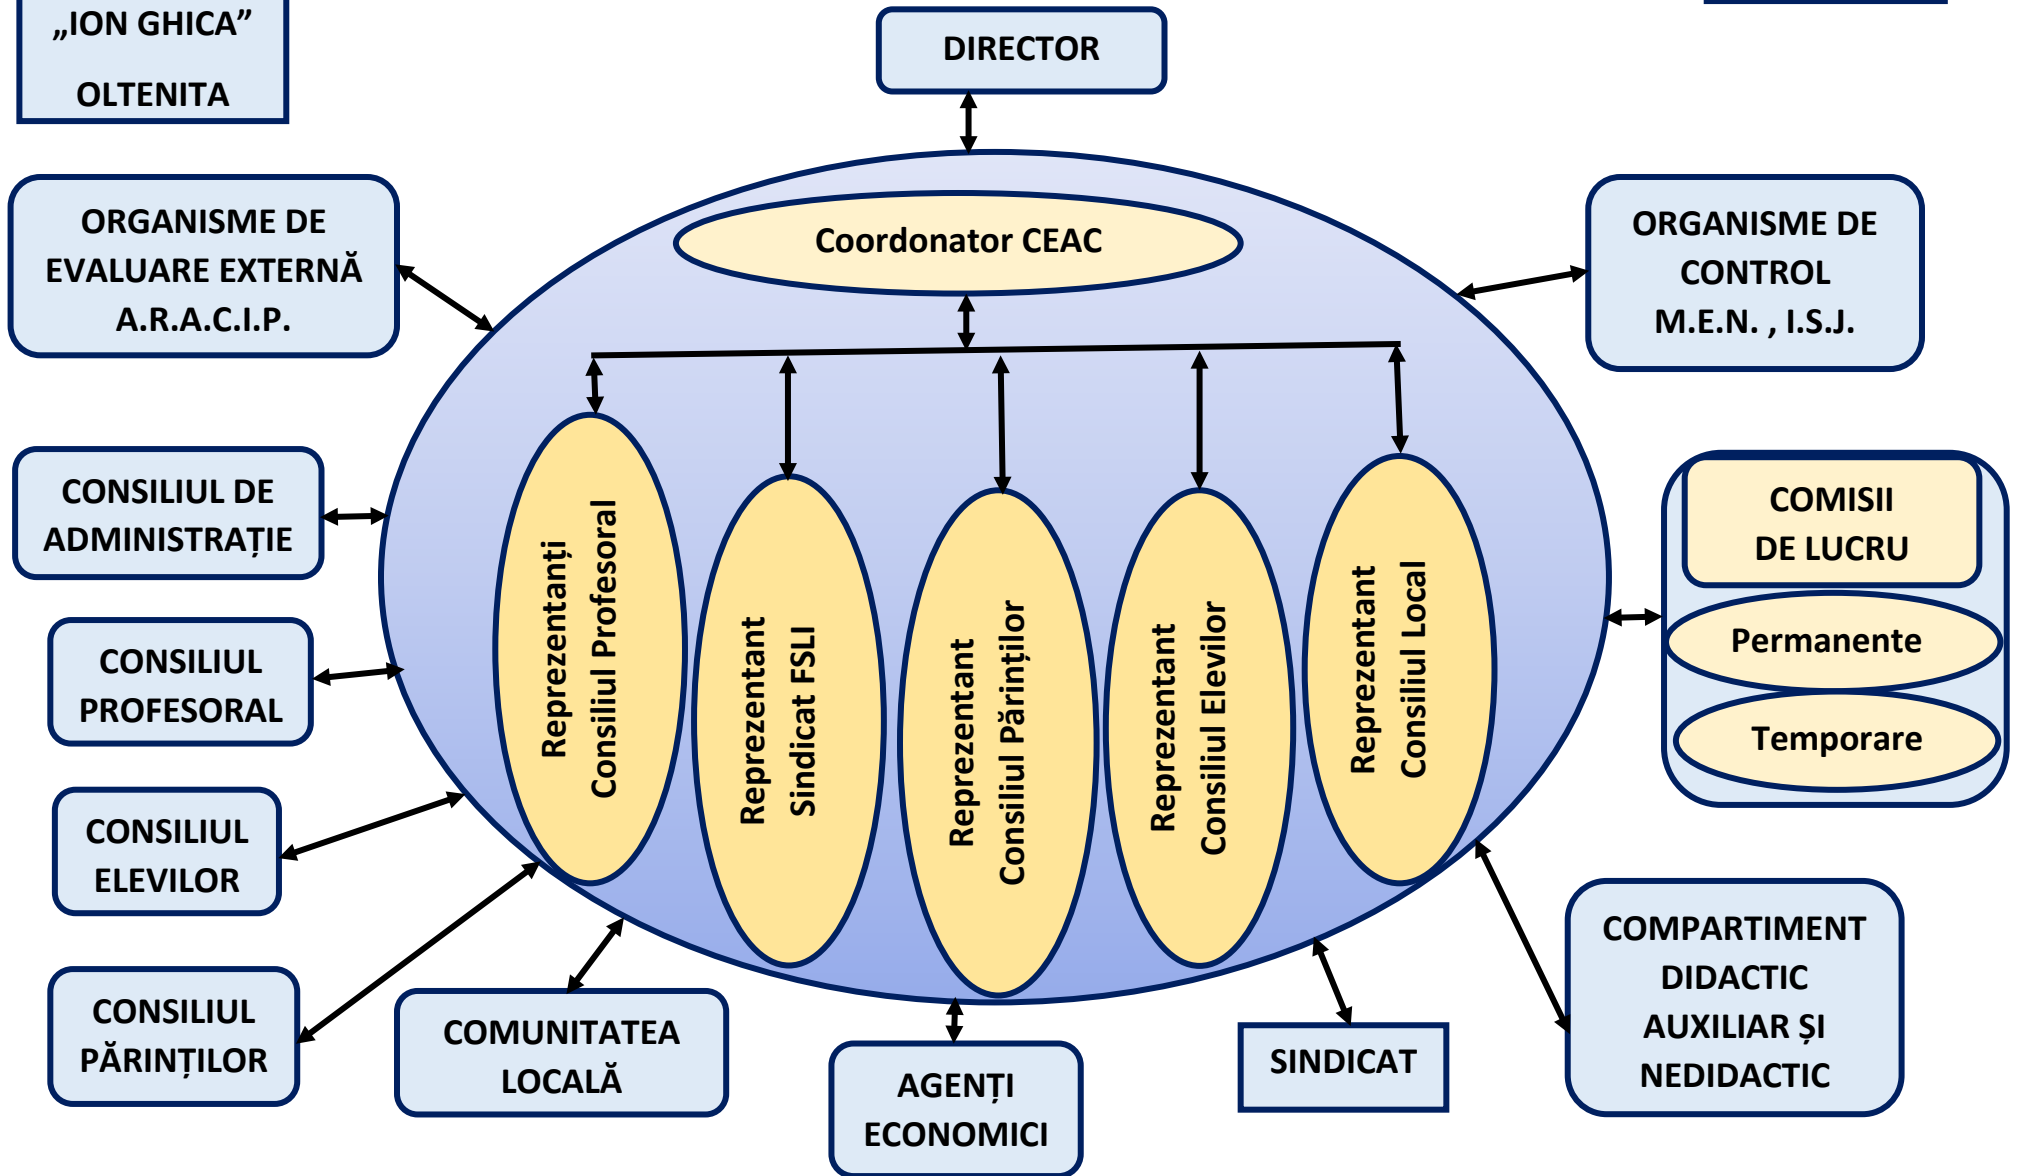 „ION GHICA”
OLTENITA
DIRECTOR
ORGANISME DE
EVALUARE EXTERNĂ
A.R.A.C.I.P.
Coordonator CEAC
ORGANISME DE
CONTROL
M.E.N. , I.S.J.
CONSILIUL DE
ADMINISTRAȚIE
CONSILIUL
PROFESORAL
CONSILIUL
ELEVILOR
CONSILIUL
PĂRINȚILOR
Reprezentanți
Consiliul Profesoral
Reprezentant
Sindicat FSLI
Reprezentant
Consiliul Părinților
Reprezentant
Consiliul Elevilor
Reprezentant
Consiliul Local
COMISII
DE LUCRU
Permanente
Temporare
COMUNITATEA
LOCALĂ
AGENȚI
ECONOMICI
SINDICAT
COMPARTIMENT
DIDACTIC
AUXILIAR ȘI
NEDIDACTIC